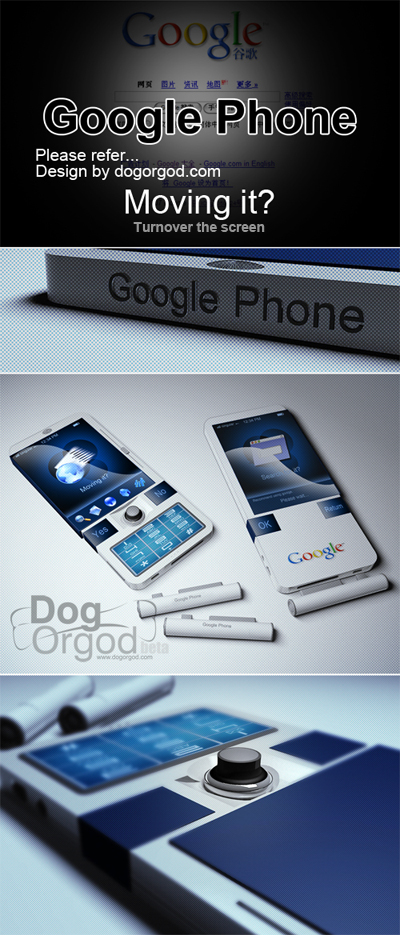 Google
谷歌
网页 图片 资讯 地图 更多 »
Google Phone
Google.com in English
Please refer...
Design by dogorgod.com
Moving it?
Turnover the screen
Google Phone
Moving it?
Yes
No
OK
Return
Google
Google Phone
Google Phone
Dog
Orgod beta
www.dogorgod.com